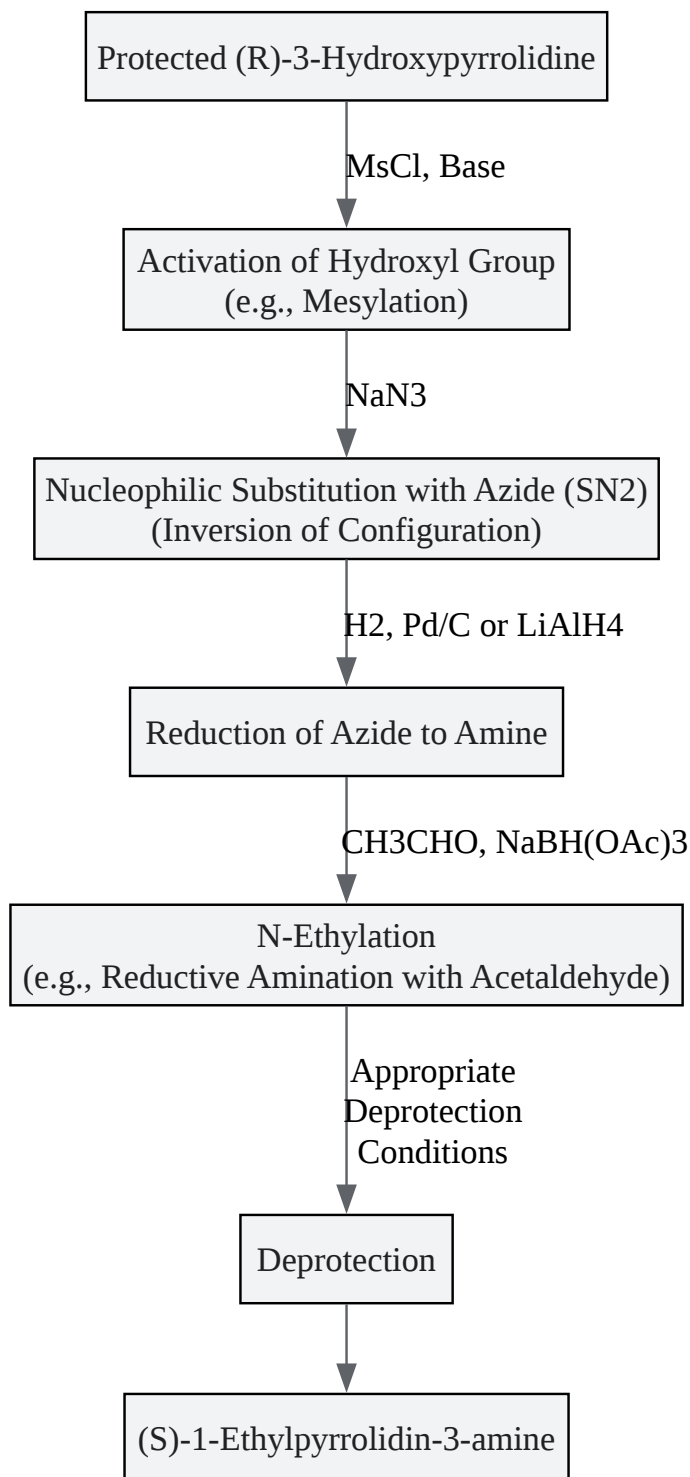 Protected (R)-3-Hydroxypyrrolidine
MsCl, Base
Activation of Hydroxyl Group
(e.g., Mesylation)
NaN3
Nucleophilic Substitution with Azide (SN2)
(Inversion of Configuration)
H2, Pd/C or LiAlH4
Reduction of Azide to Amine
CH3CHO, NaBH(OAc)3
N-Ethylation
(e.g., Reductive Amination with Acetaldehyde)
Appropriate
Deprotection
Conditions
Deprotection
(S)-1-Ethylpyrrolidin-3-amine